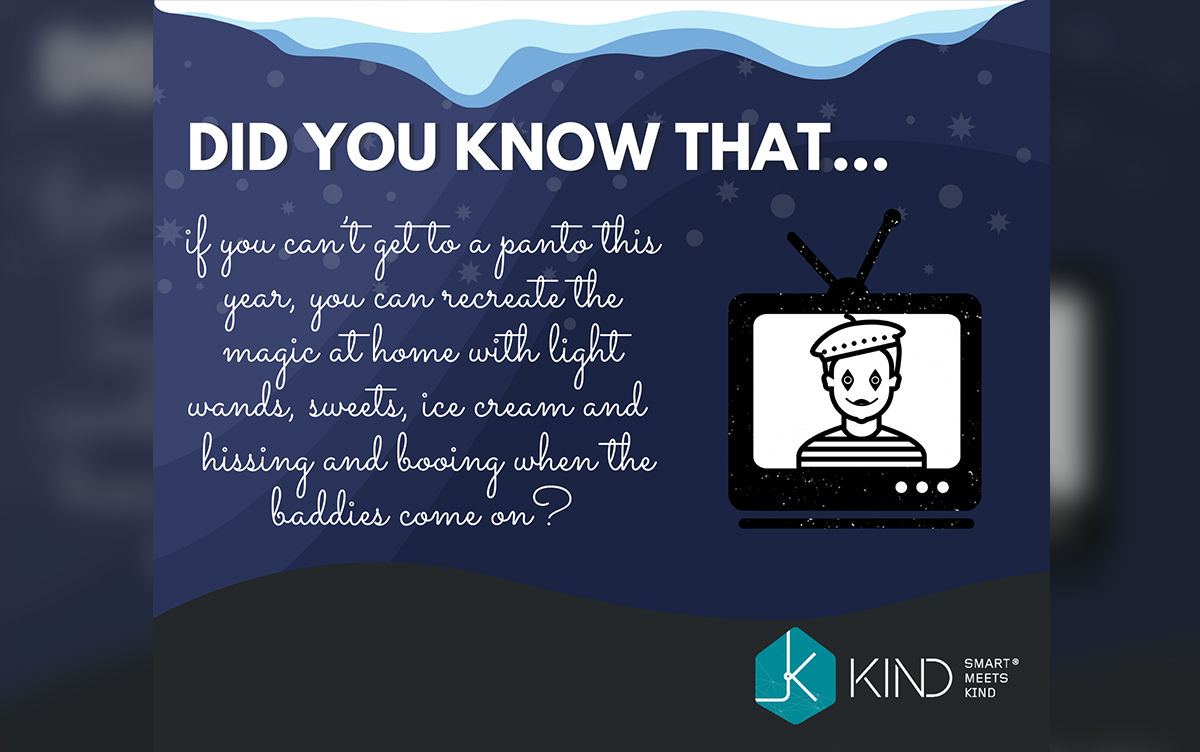 DID YOU KNOW THAT...
if you can't get to a panto this
year, you can recreate the
magic at home with light
wands, sweets, ice cream and
hissing and booing when the
baddies come on?
KIND
SMART®
MEETS
KIND